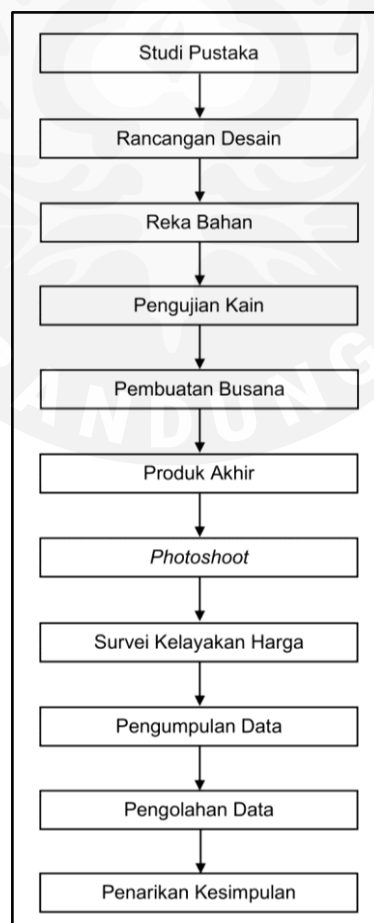 Studi Pustaka
Rancangan Desain
Reka Bahan
Pengujian Kain
BANDUNG
Pembuatan Busana
Produk Akhir
Photoshoot
Survei Kelayakan Harga
Pengumpulan Data
Pengolahan Data
Penarikan Kesimpulan